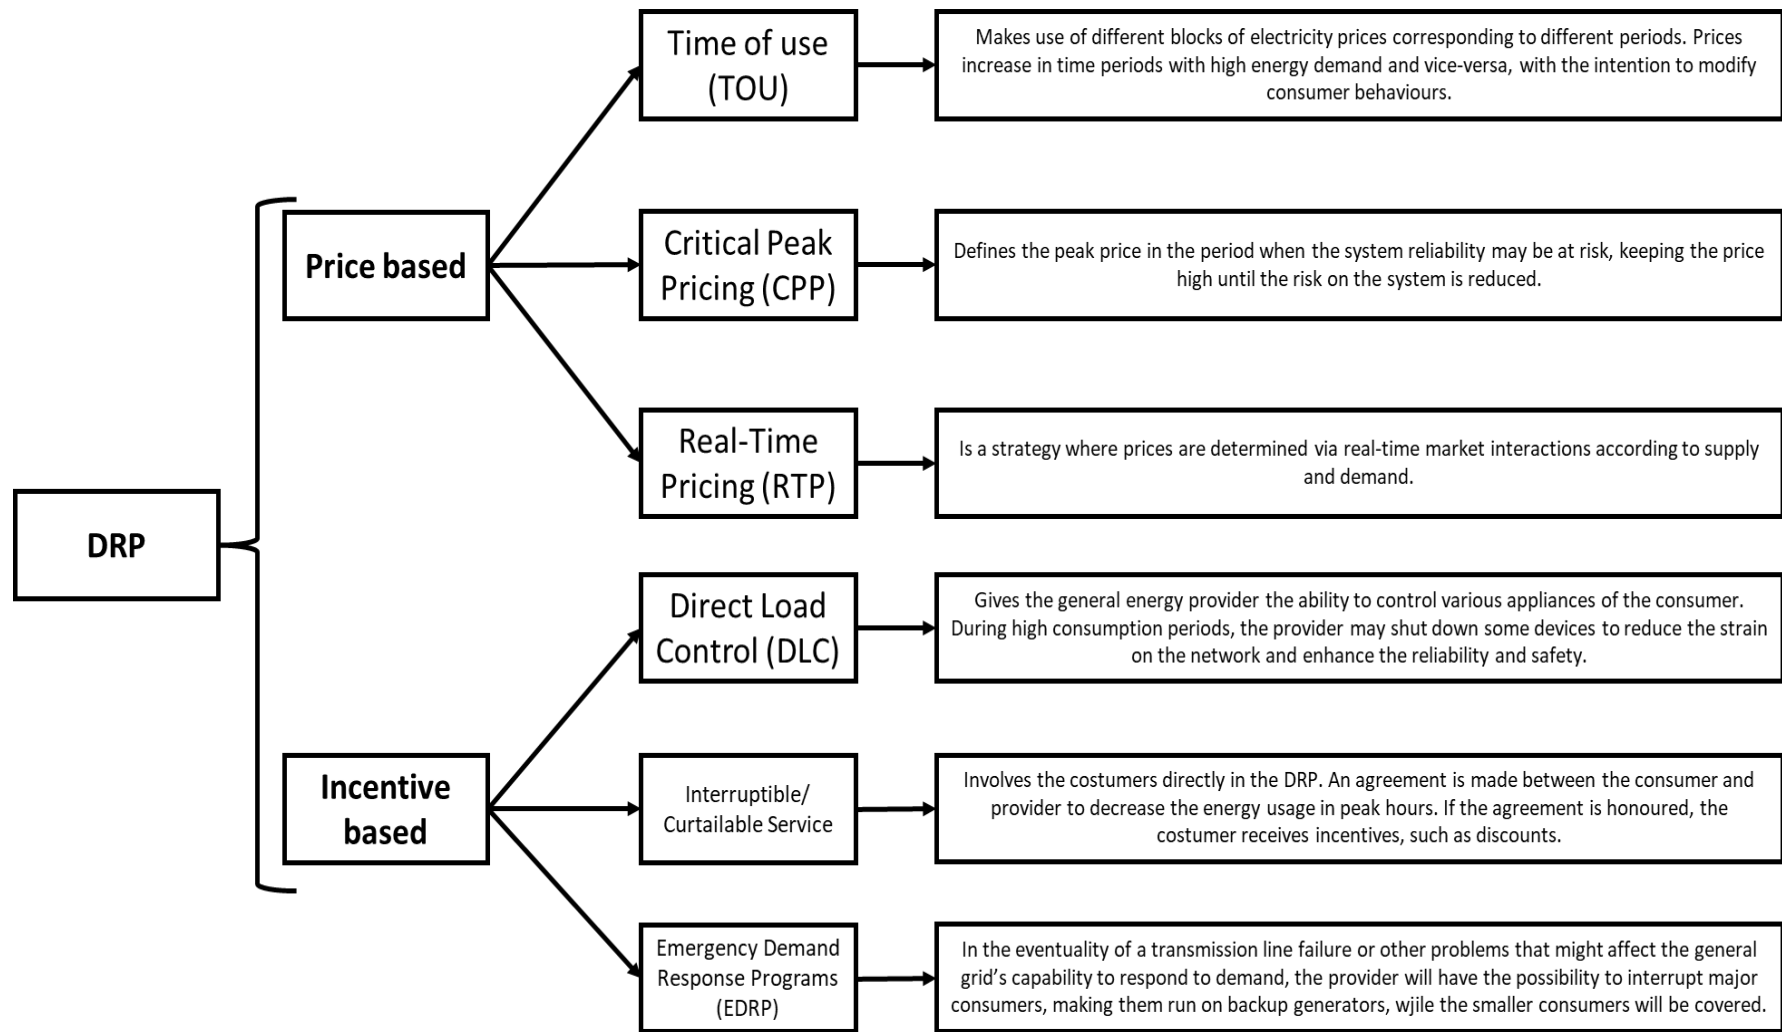 DRP
Price based
Time of use
(TOU)
Makes use of different blocks of electricity prices corresponding to different periods. Prices
increase in time periods with high energy demand and vice-versa, with the intention to modify
consumer behaviours.
Critical Peak
Pricing (CPP)
Defines the peak price in the period when the system reliability may be at risk, keeping the price
high until the risk on the system is reduced.
Real-Time
Pricing (RTP)
Is a strategy where prices are determined via real-time market interactions according to supply
and demand.
Incentive
based
Direct Load
Control (DLC)
Gives the general energy provider the ability to control various appliances of the consumer.
During high consumption periods, the provider may shut down some devices to reduce the strain
on the network and enhance the reliability and safety.
Interruptible/
Curtailable Service
Involves the costumers directly in the DRP. An agreement is made between the consumer and
provider to decrease the energy usage in peak hours. If the agreement is honoured, the
costumer receives incentives, such as discounts.
Emergency Demand
Response Programs
(EDRP)
In the eventuality of a transmission line failure or other problems that might affect the general
grid's capability to respond to demand, the provider will have the possibility to interrupt major
consumers, making them run on backup generators, wjile the smaller consumers will be covered.